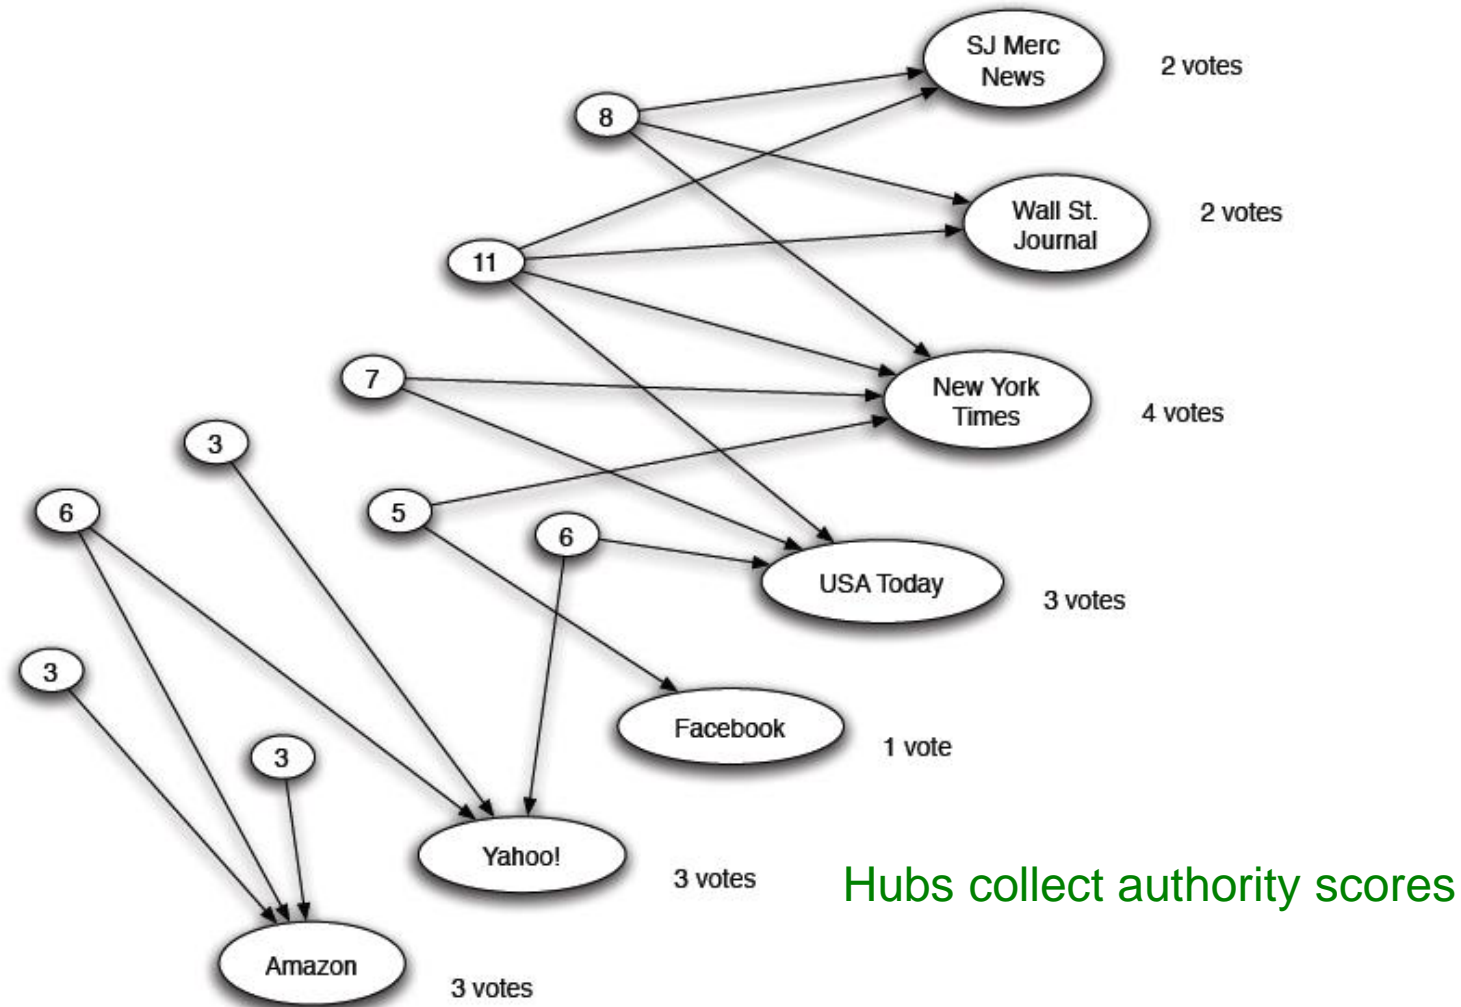 SJ Merc
News
2 votes
8
Wall St.
Journal
2 votes
11
7
New York
Times
4 votes
3
6
5
6
USA Today
3 votes
3
Facebook
1 vote
3
Yahoo!
3 votes
Hubs collect authority scores
Amazon
3 votes